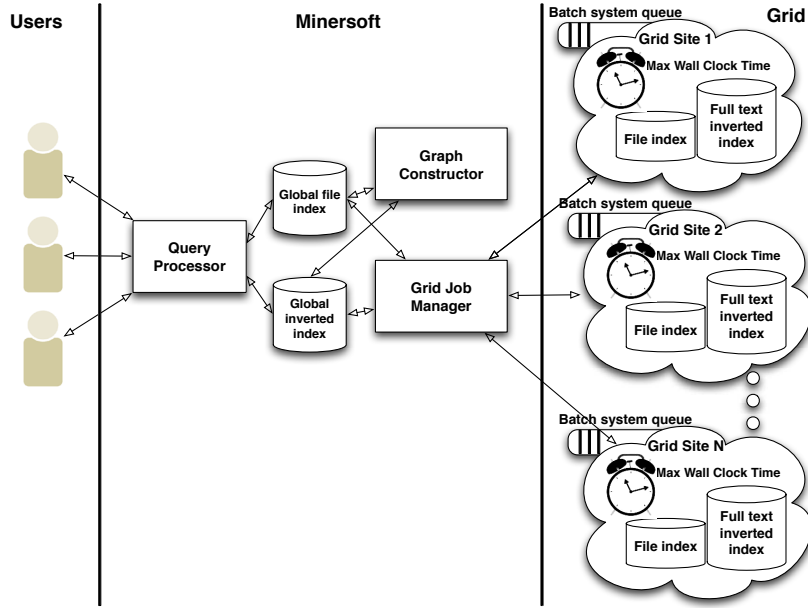 Users
Minersoft
Grid
Query
Processor
Global file
index
Global
inverted
index
Graph
Constructor
Grid Job
Manager
Batch system queue
Grid Site 1
Max Wall Clock Time
File index
Full text
inverted
index
Batch system queue
Grid Site 2
Max Wall Clock Time
File index
Full text
inverted
index
Batch system queue
Grid Site N
Max Wall Clock Time
File index
Full text
inverted
index